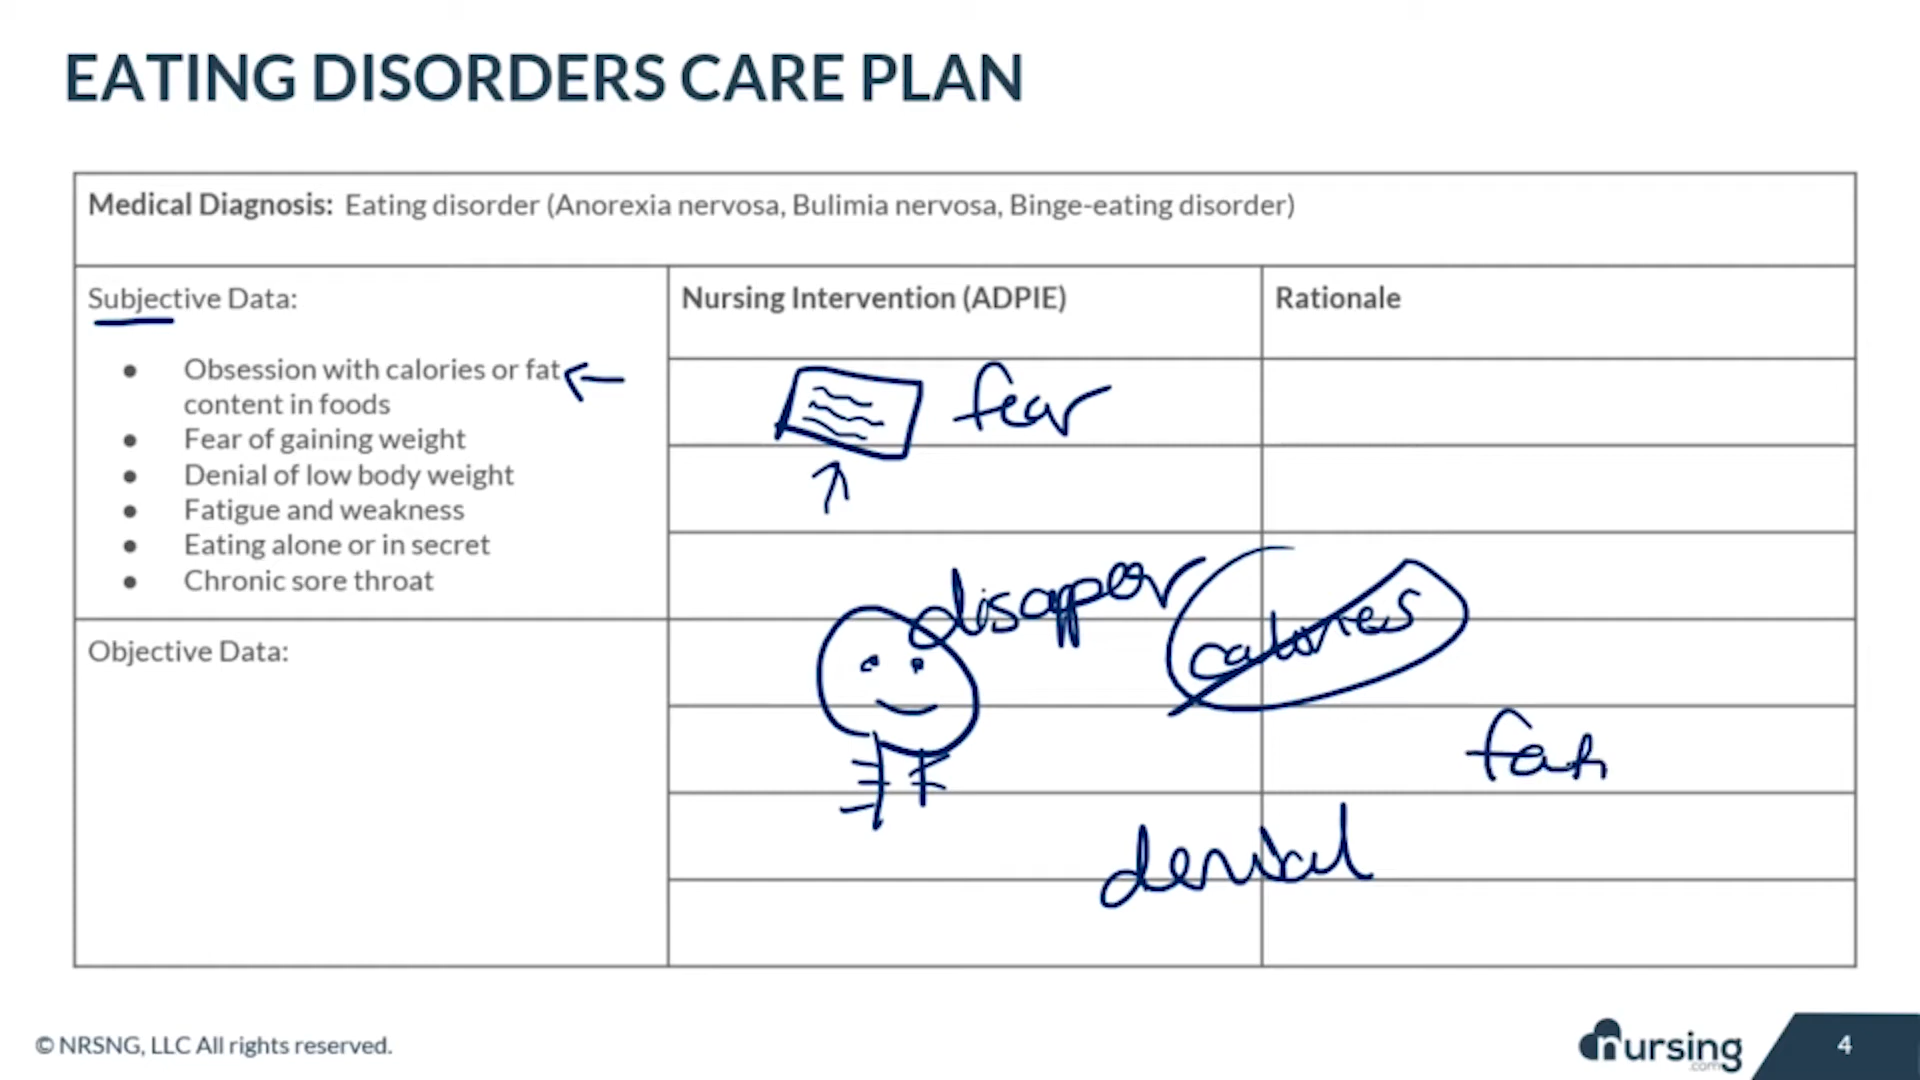 EATING DISORDERS CARE PLAN
Medical Diagnosis: Eating disorder (Anorexia nervosa, Bulimia nervosa, Binge-eating disorder)
Subjective Data:
● Obsession with calories or fat
content in foods
● Fear of gaining weight
● Denial of low body weight
● Fatigue and weakness
● Eating alone or in secret
● Chronic sore throat
Objective Data:
Nursing Intervention (ADPIE)
Rationale
fear
disappear
calories
denial
© NRSNG, LLC All rights reserved.
nursing
.com
4